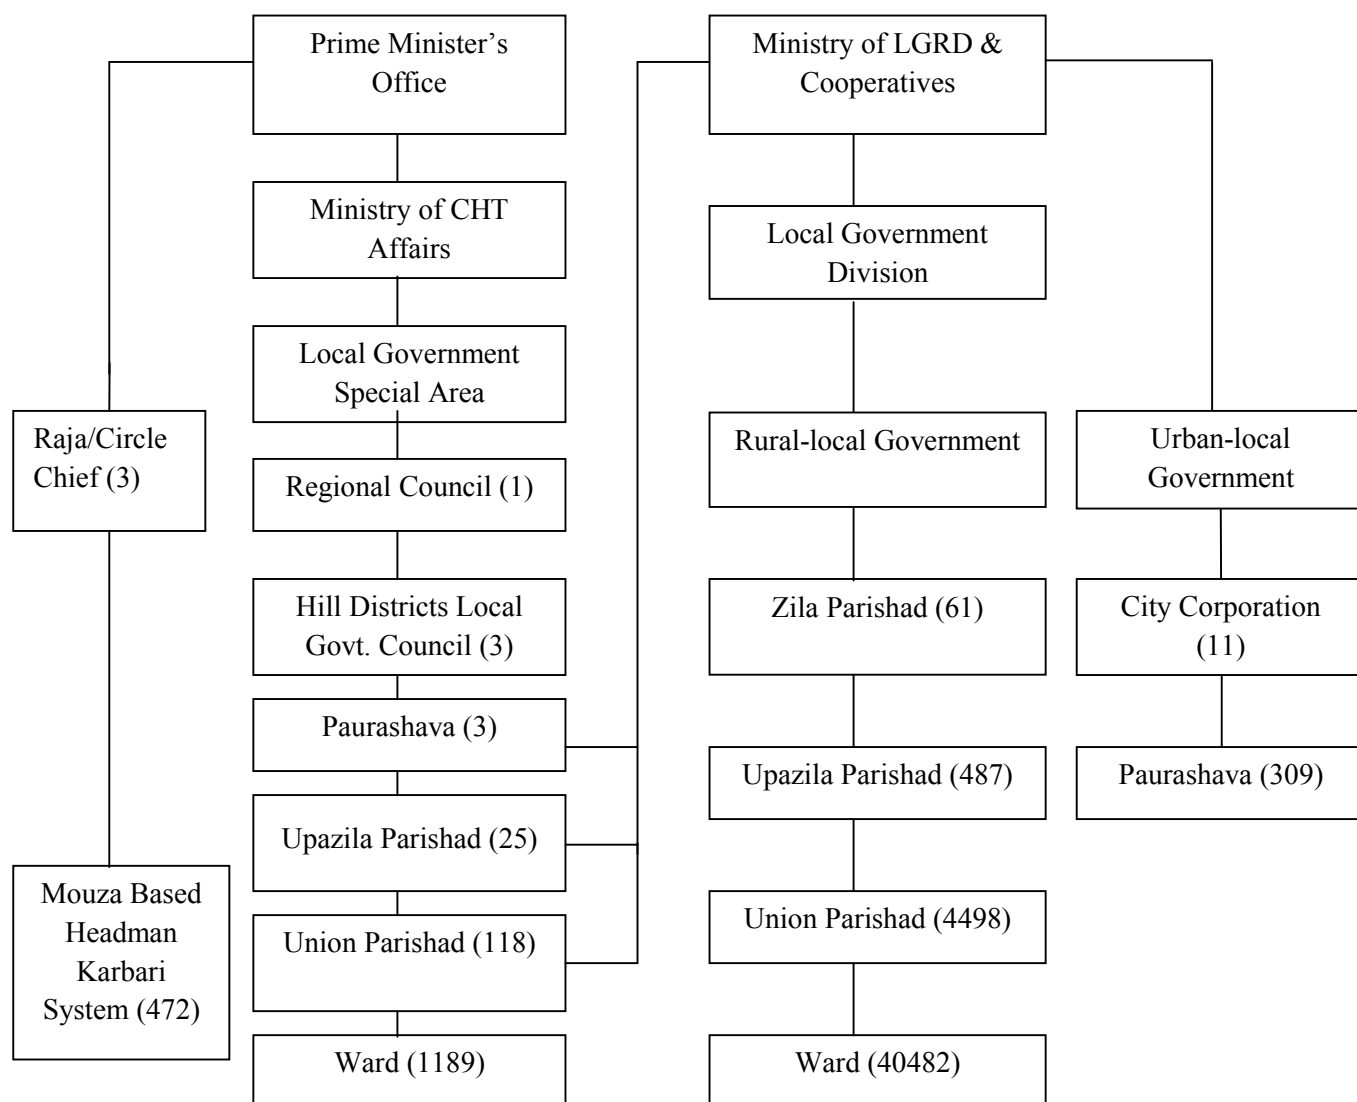 Prime Minister’s
Office
Ministry of LGRD &
Cooperatives
Ministry of CHT
Affairs
Local Government
Division
Local Government
Special Area
Raja/Circle
Chief (3)
Regional Council (1)
Rural-local Government
Urban-local
Government
Hill Districts Local
Govt. Council (3)
Zila Parishad (61)
City Corporation
(11)
Paurashava (3)
Upazila Parishad (487)
Paurashava (309)
Upazila Parishad (25)
Mouza Based
Headman
Karbari
System (472)
Union Parishad (118)
Union Parishad (4498)
Ward (1189)
Ward (40482)